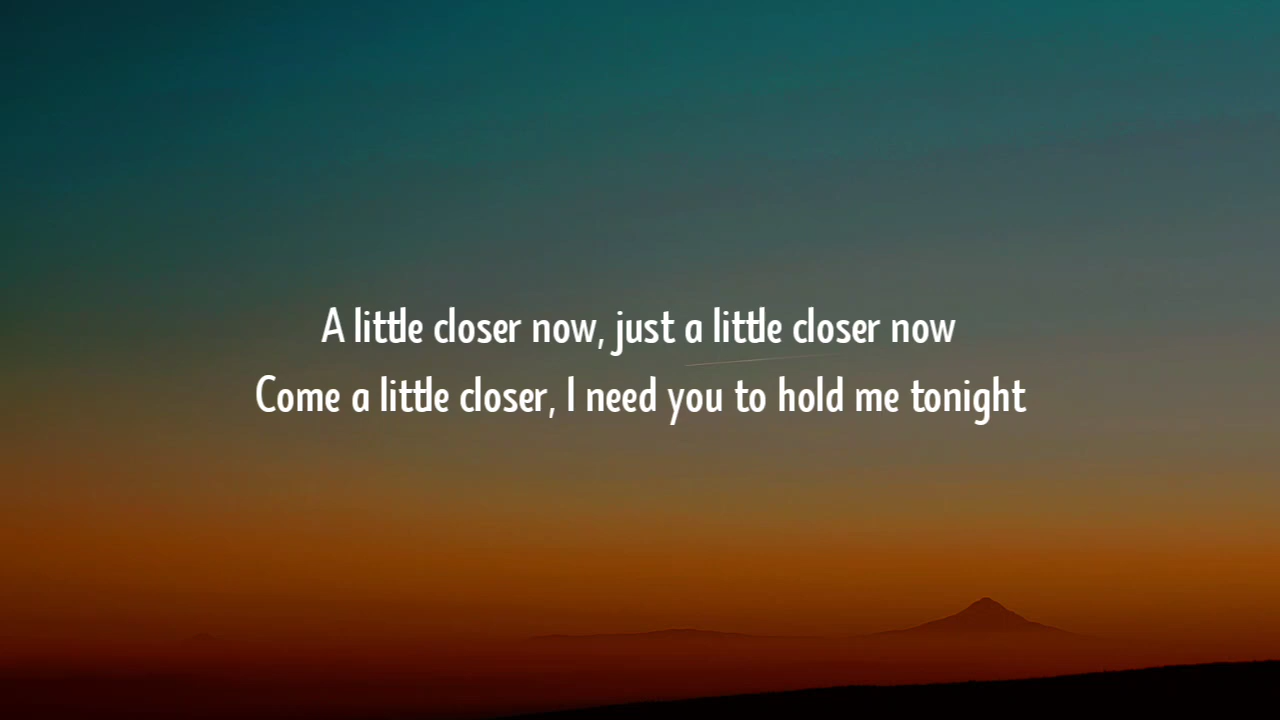 A little closer now, just a little closer now
Come a little closer, I need you to hold me tonight